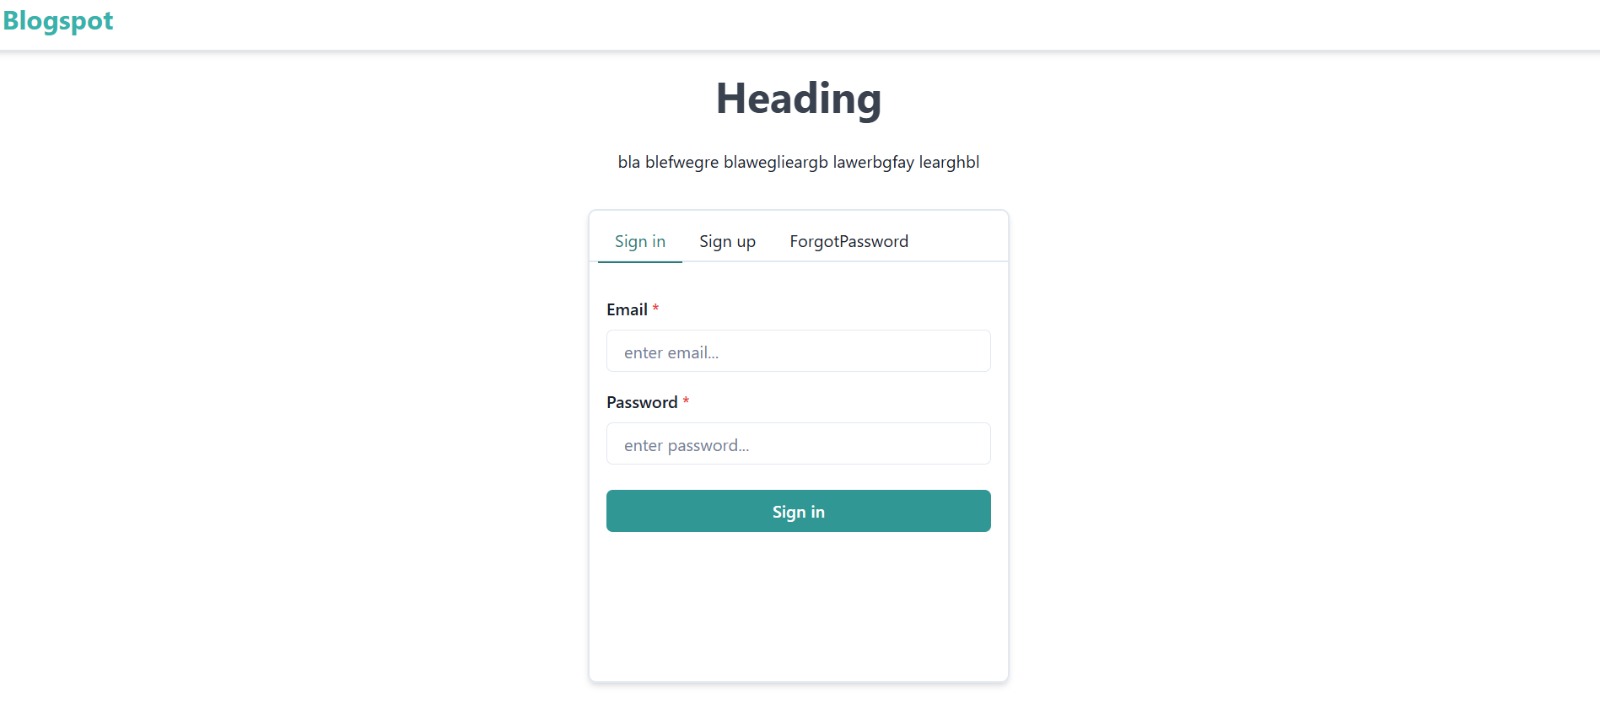 Blogspot
Heading
bla blefwegre blaweglieargb lawerbgfay learghbl
Sign in Sign up ForgotPassword
Email *
enter email...
Password *
enter password...
Sign in